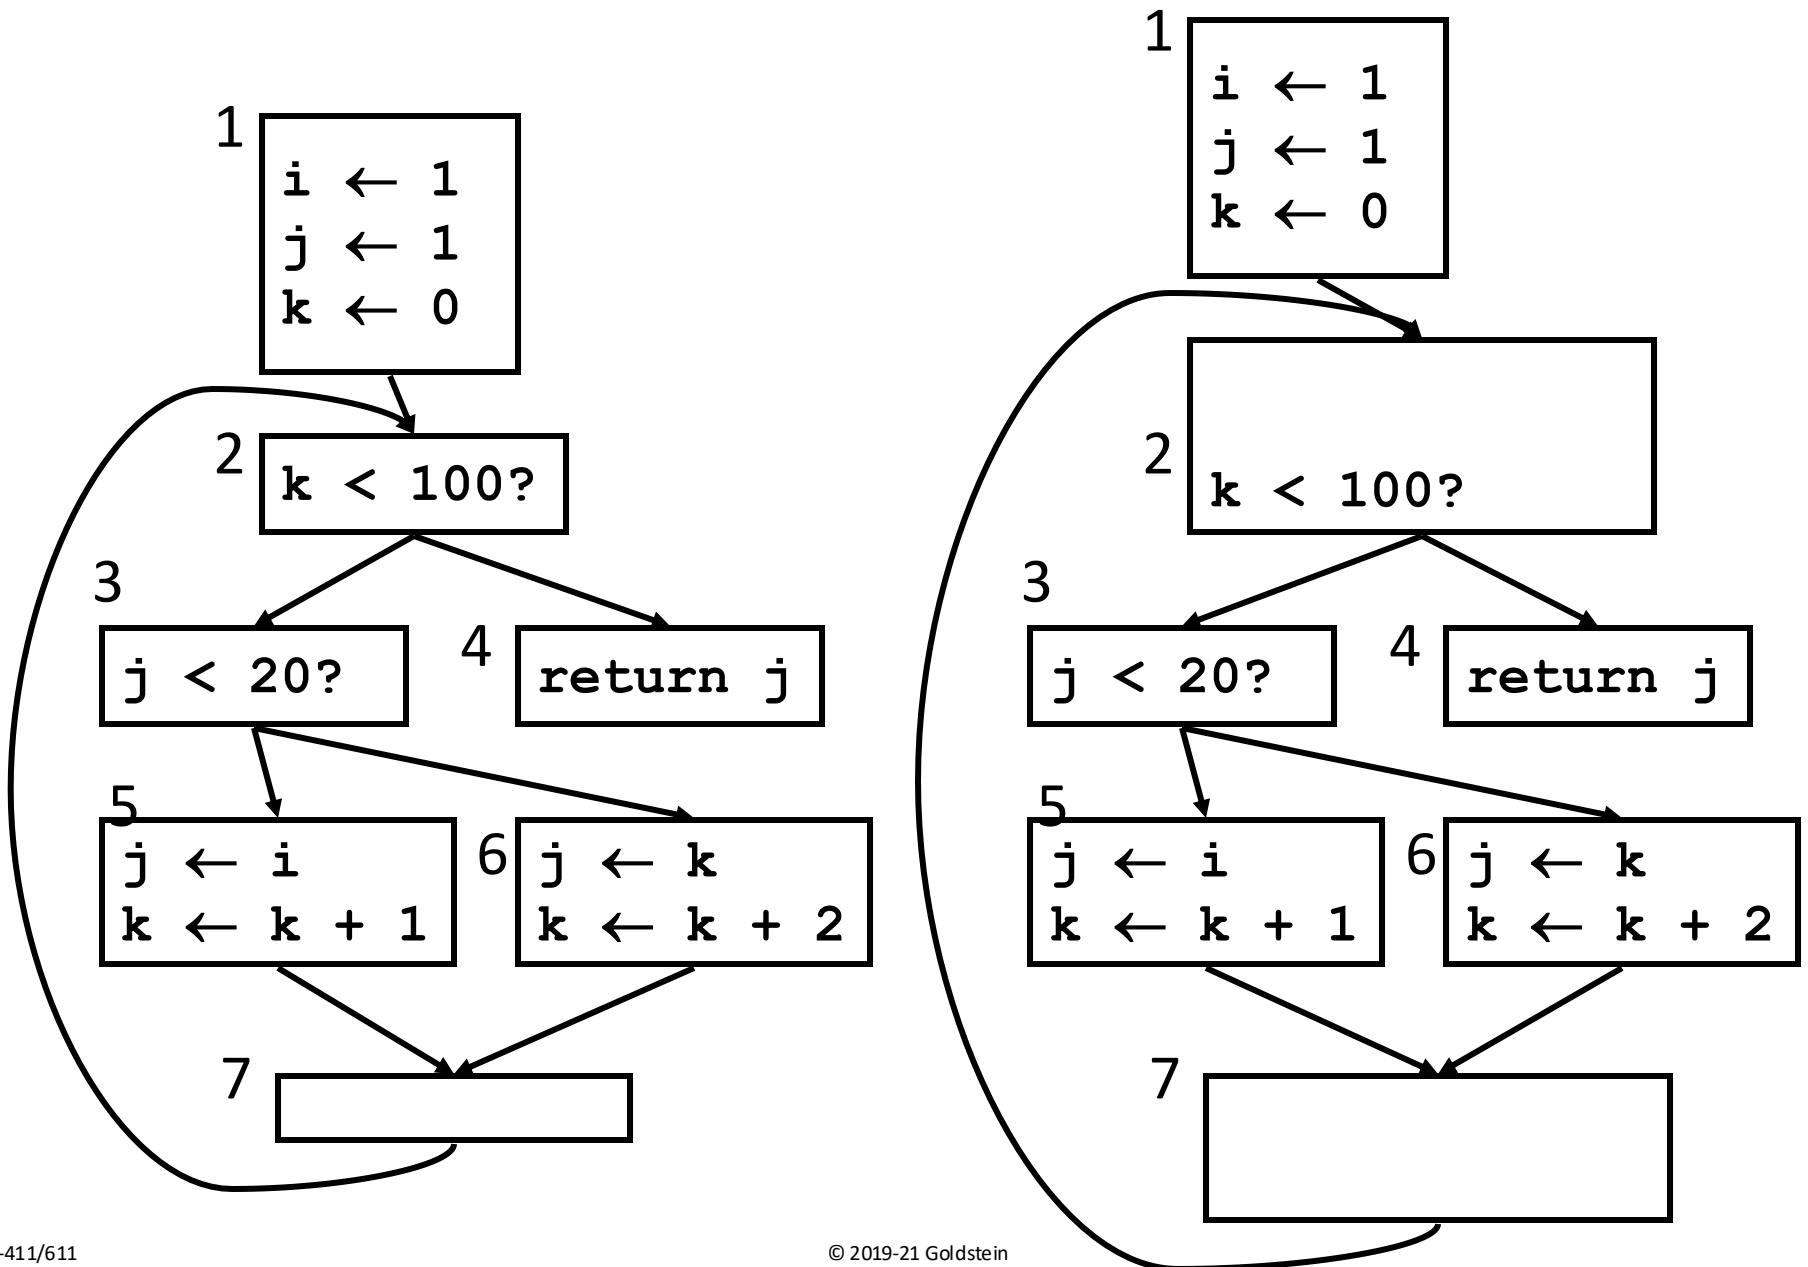 1
i ← 1
j ← 1
k ← 0
2
k < 100?
3
j < 20?
4
return j
5
j ← i
k ← k + 1
6
j ← k
k ← k + 2
7
1
i ← 1
j ← 1
k ← 0
2
k < 100?
3
j < 20?
4
return j
5
j ← i
k ← k + 1
6
j ← k
k ← k + 2
7
-411/611
© 2019-21 Goldstein